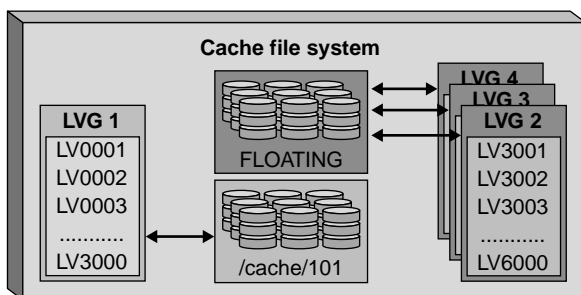 Cache file system
LVG 1
LV0001
LV0002
LV0003
...........
LV3000
FLOATING
/cache/101
LVG 4
LVG 3
LVG 2
LV3001
LV3002
LV3003
...........
LV6000